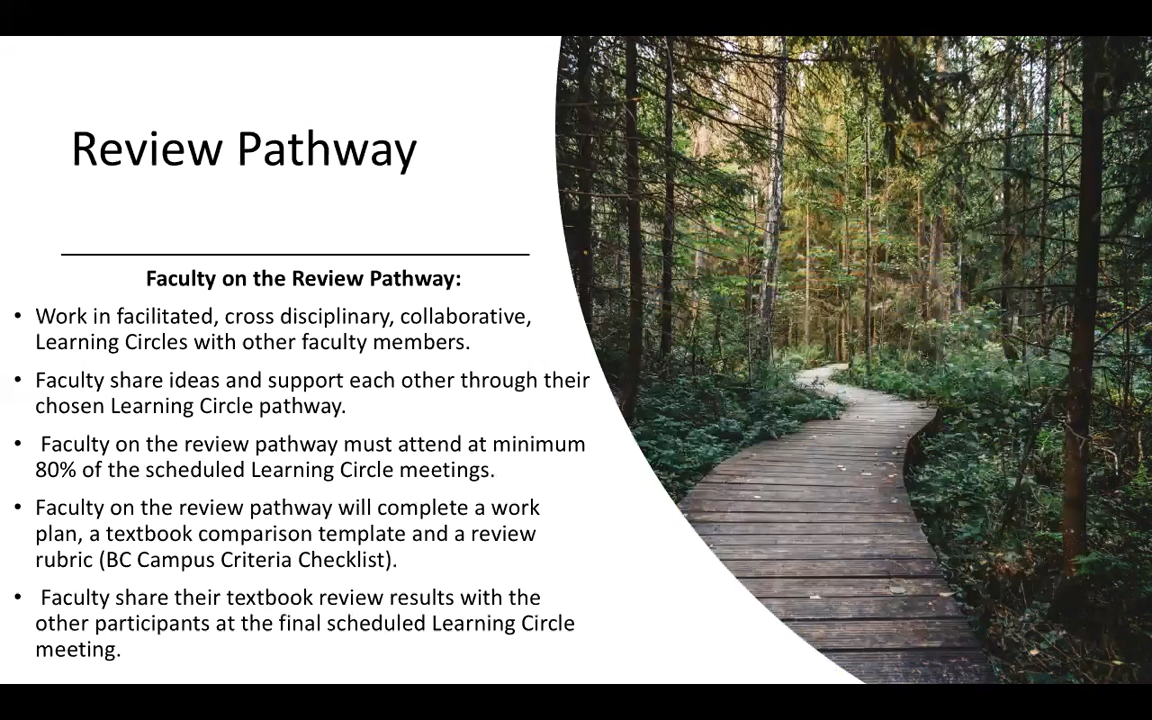 Review Pathway
Faculty on the Review Pathway:
• Work in facilitated, cross disciplinary, collaborative,
Learning Circles with other faculty members.
• Faculty share ideas and support each other through their
chosen Learning Circle pathway.
• Faculty on the review pathway must attend at minimum
80% of the scheduled Learning Circle meetings.
• Faculty on the review pathway will complete a work
plan, a textbook comparison template and a review
rubric (BC Campus Criteria Checklist).
• Faculty share their textbook review results with the
other participants at the final scheduled Learning Circle
meeting.